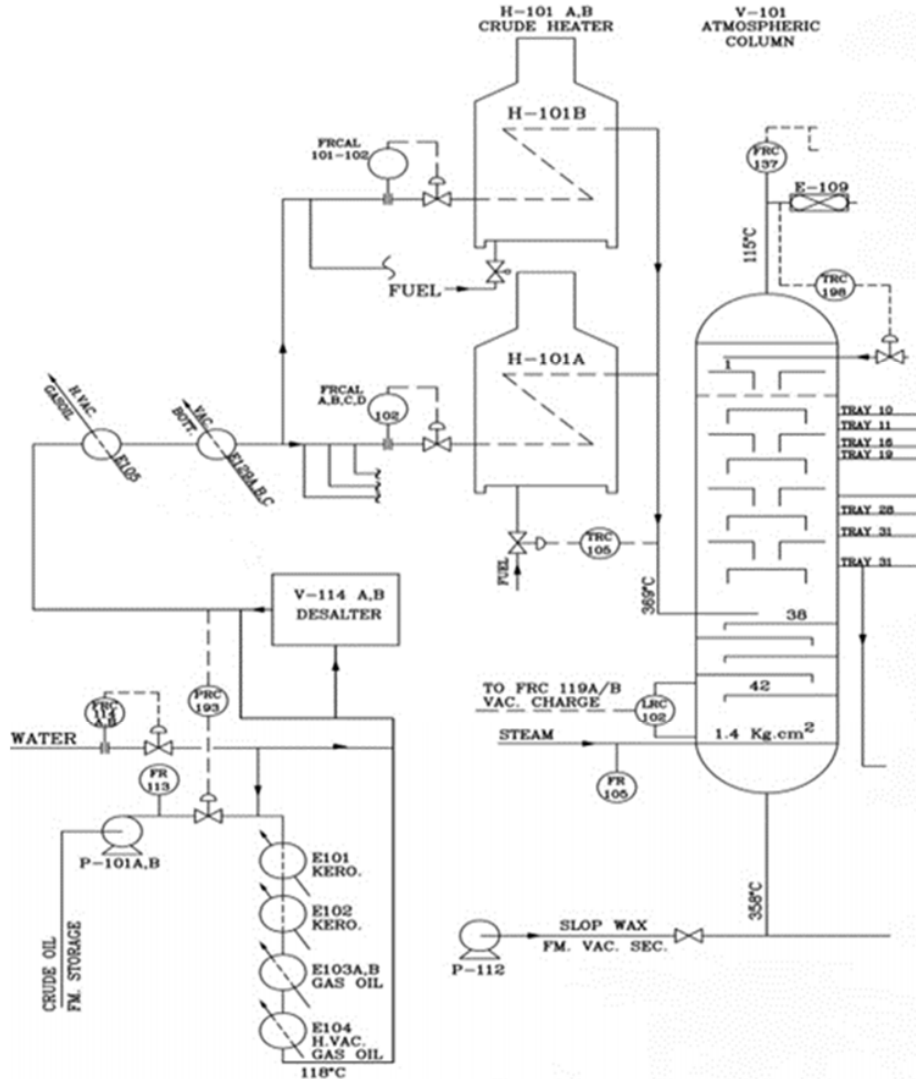 H-101 A,B
CRUDE HEATER
V-101
ATMOSPHERIC
COLUMN
H-101B
FRCAL
101-102
FRC
137
E-109
115°C
FUEL
TRC
198
H-101A
1
H.VAC.
GASOIL
E105
VAC.
BOTT.
E129A,B,C
FRCAL
A,B,C,D
102
TRAY 10
TRAY 11
TRAY 16
TRAY 19
TRAY 28
TRAY 31
TRAY 31
TRC
105
FUEL
369°C
38
V-114 A,B
DESALTER
PRC
193
42
TO FRC 119A/B
VAC. CHARGE
LRC
102
FRC
114
A,B
WATER
STEAM
1.4 Kg.cm2
FR
113
FR
105
P-101A,B
E101
KERO.
E102
KERO.
CRUDE OIL
FM. STORAGE
358°C
SLOP WAX
FM. VAC. SEC.
P-112
E103A,B
GAS OIL
E104
H.VAC.
GAS OIL
118°C